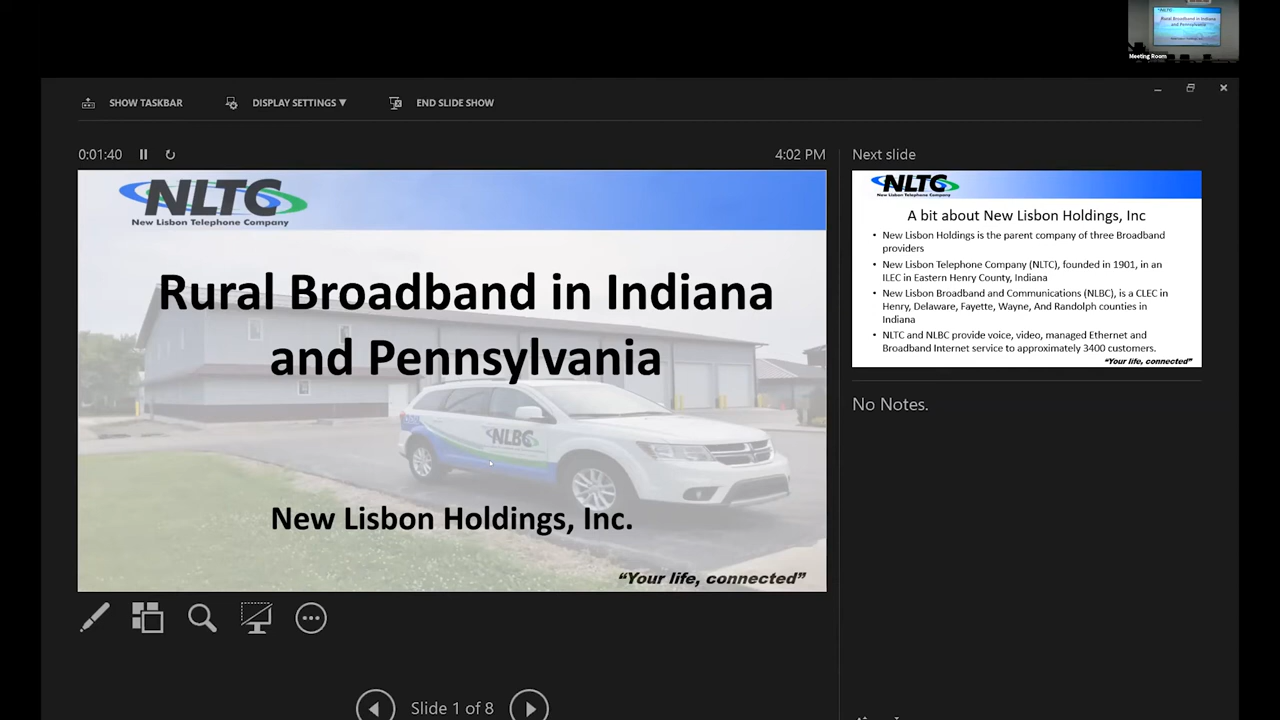 Rural Broadband in Indiana
and Pennsylvania
Meeting Room
SHOW TASKBAR
DISPLAY SETTINGS ▼
END SLIDE SHOW
0:01:40
4:02 PM
NLTC
New Lisbon Telephone Company
Rural Broadband in Indiana
and Pennsylvania
NLBC
New Lisbon Holdings, Inc.
“Your life, connected”
Slide 1 of 8
Next slide
NLTC
New Lisbon Telephone Company
A bit about New Lisbon Holdings, Inc
• New Lisbon Holdings is the parent company of three Broadband
providers
• New Lisbon Telephone Company (NLTC), founded in 1901, in an
ILEC in Eastern Henry County, Indiana
• New Lisbon Broadband and Communications (NLBC), is a CLEC in
Henry, Delaware, Fayette, Wayne, And Randolph counties in
Indiana
• NLTC and NLBC provide voice, video, managed Ethernet and
Broadband Internet service to approximately 3400 customers.
“Your life, connected”
No Notes.